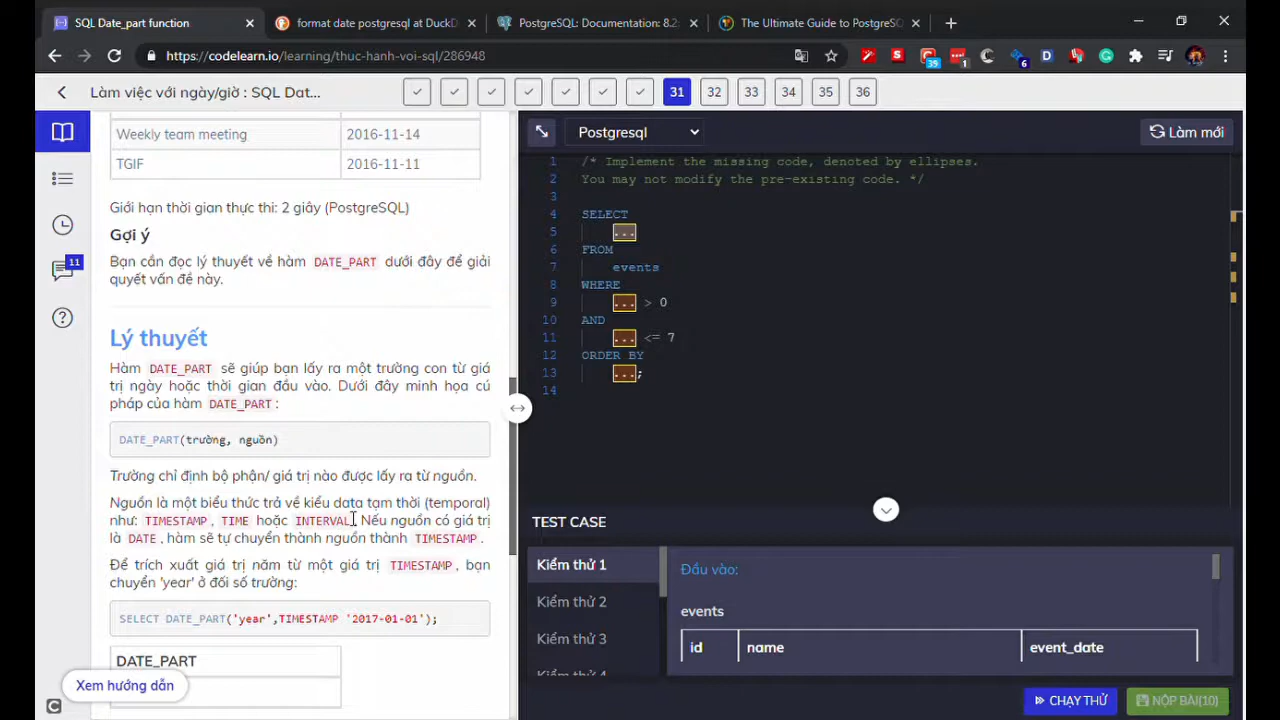 SQL Date_part function
format date postgresql at DuckD
PostgreSQL: Documentation: 8.2:
The Ultimate Guide to PostgreSQ
https://codelearn.io/learning/thuc-hanh-voi-sql/286948
39
1
6
Làm việc với ngày/giờ : SQL Dat...
31 32 33 34 35 36
Weekly team meeting 2016-11-14
TGIF 2016-11-11
Giới hạn thời gian thực thi: 2 giây (PostgreSQL)
Gợi ý
Bạn cần đọc lý thuyết về hàm DATE_PART dưới đây để giải
quyết vấn đề này.
11
Lý thuyết
Hàm DATE_PART sẽ giúp bạn lấy ra một trường con từ giá
trị ngày hoặc thời gian đầu vào. Dưới đây minh họa cú
pháp của hàm DATE_PART:
DATE_PART(trường, nguồn)
Trường chỉ định bộ phận/ giá trị nào được lấy ra từ nguồn.
Nguồn là một biểu thức trả về kiểu data tạm thời (temporal)
như: TIMESTAMP, TIME hoặc INTERVAL. Nếu nguồn có giá trị
là DATE, hàm sẽ tự chuyển thành nguồn thành TIMESTAMP.
Để trích xuất giá trị năm từ một giá trị TIMESTAMP, bạn
chuyển 'year' ở đối số trường:
SELECT DATE_PART('year',TIMESTAMP '2017-01-01');
DATE_PART
Xem hướng dẫn
Postgresql
Làm mới
1 /* Implement the missing code, denoted by ellipses.
2 You may not modify the pre-existing code. */
3
4 SELECT
5 ...
6 FROM
7 events
8 WHERE
9 ... > 0
10 AND
11 ... <= 7
12 ORDER BY
13 ...;
14
TEST CASE
Kiểm thử 1
Kiểm thử 2
Kiểm thử 3
Kiểm thử 4
Đầu vào:
events
id name event_date
CHẠY THỬ
NỘP BÀI(10)